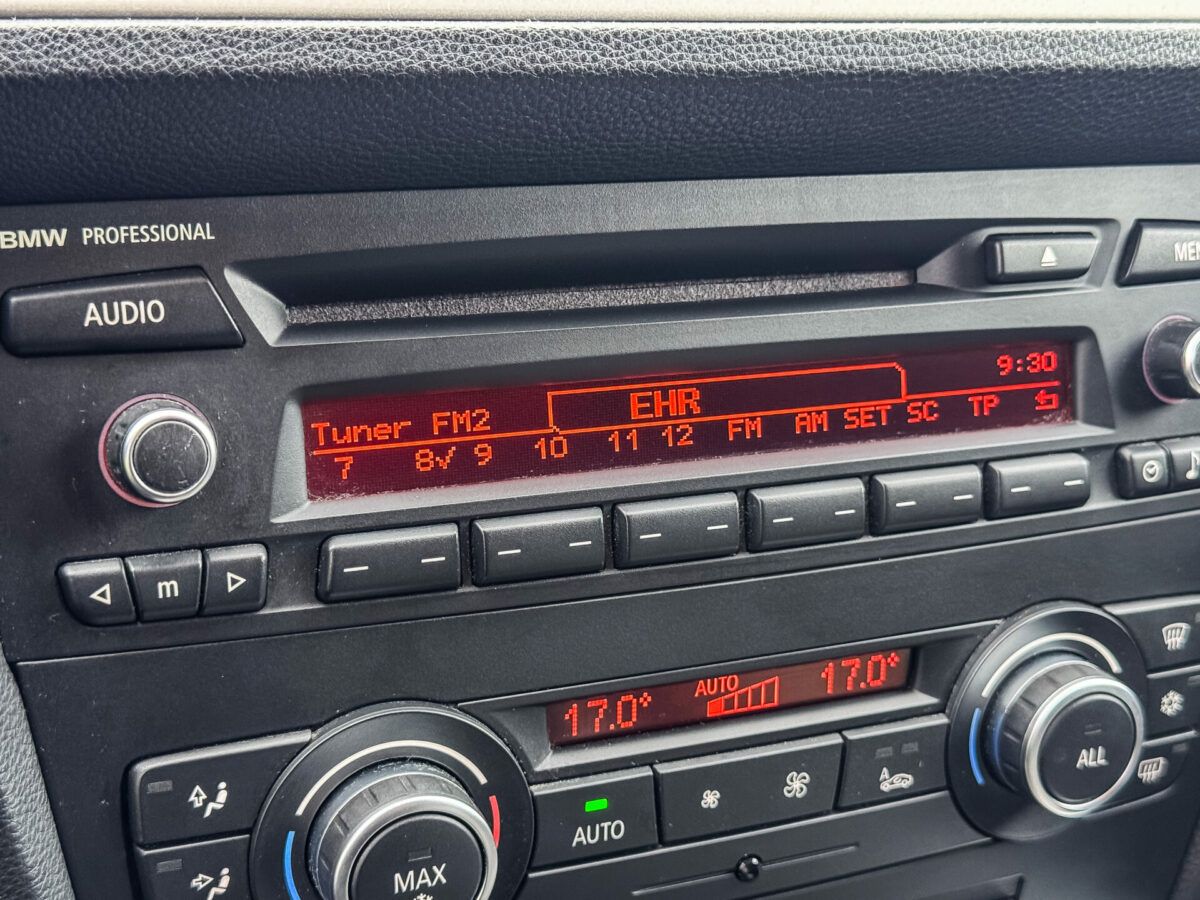 BMW PROFESSIONAL
AUDIO
9:30
EHR
Tuner FM2
7 8✓ 9 10 11 12 FM AM SET SC TP
m
17.0° AUTO 17.0°
AUTO
A
ALL
MAX